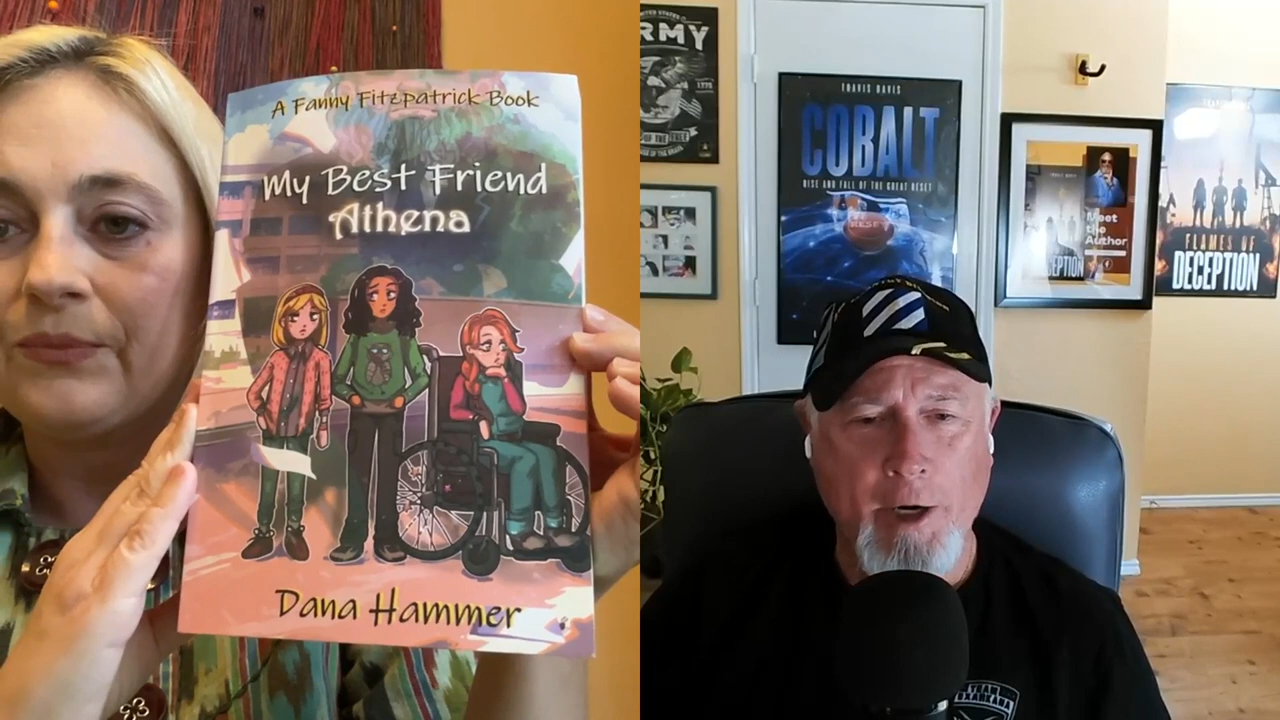 A Fanny Fitzpatrick Book
My Best Friend
Athena
Dana Hammer
ARMY
TRAVIS DAVIS
COBALT
RISE AND FALL OF THE GREAT RESET
Meet
the
Author
DECEPTION
FLAMES OF
DECEPTION
TEAM